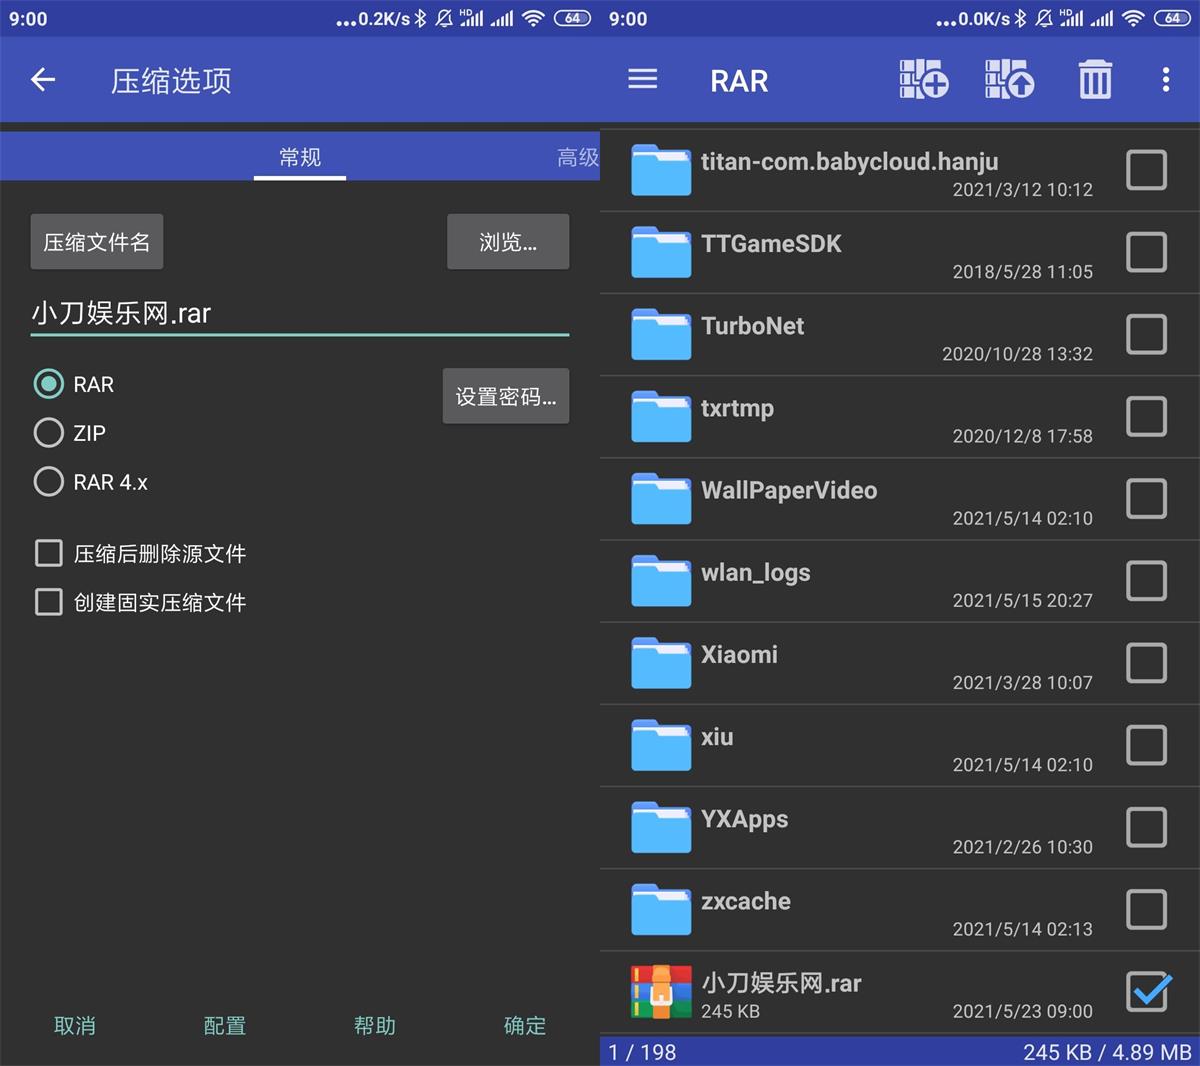 9:00
...0.2K/s
HD
64
压缩选项
常规
高级
压缩文件名
浏览...
小刀娱乐网.rar
RAR
设置密码...
ZIP
RAR 4.x
压缩后删除源文件
创建固实压缩文件
取消
配置
帮助
确定
9:00
...0.0K/s
HD
64
RAR
titan-com.babycloud.hanju
2021/3/12 10:12
TTGameSDK
2018/5/28 11:05
TurboNet
2020/10/28 13:32
txrtmp
2020/12/8 17:58
WallPaperVideo
2021/5/14 02:10
wlan_logs
2021/5/15 20:27
Xiaomi
2021/3/28 10:07
xiu
2021/5/14 02:10
YXApps
2021/2/26 10:30
zxcache
2021/5/14 02:13
小刀娱乐网.rar
245 KB
2021/5/23 09:00
1 / 198
245 KB / 4.89 MB